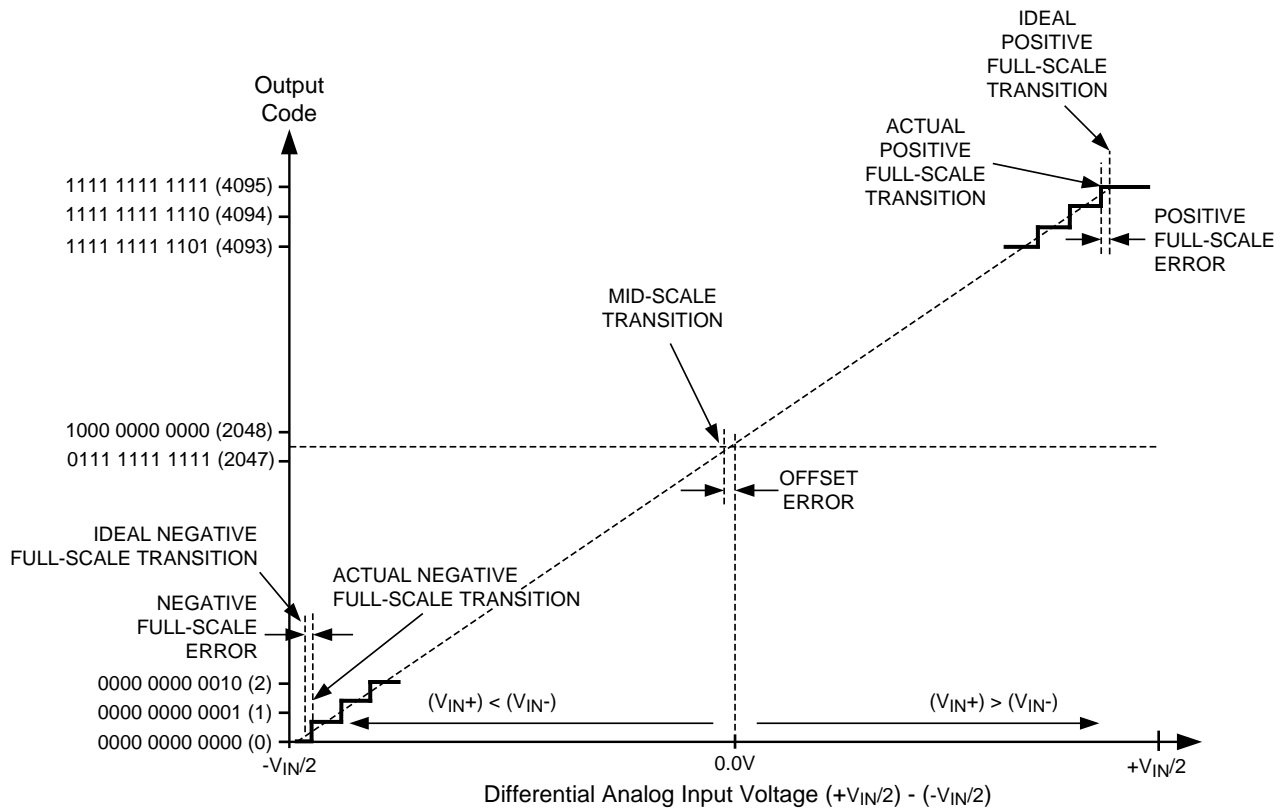 IDEAL
POSITIVE
FULL-SCALE
TRANSITION
Output
Code
ACTUAL
POSITIVE
FULL-SCALE
TRANSITION
1111 1111 1111 (4095)
1111 1111 1110 (4094)
1111 1111 1101 (4093)
POSITIVE
FULL-SCALE
ERROR
MID-SCALE
TRANSITION
1000 0000 0000 (2048)
0111 1111 1111 (2047)
OFFSET
ERROR
IDEAL NEGATIVE
FULL-SCALE TRANSITION
ACTUAL NEGATIVE
FULL-SCALE TRANSITION
NEGATIVE
FULL-SCALE
ERROR
0000 0000 0010 (2)
0000 0000 0001 (1)
0000 0000 0000 (0)
(VIN+) < (VIN-)
(VIN+) > (VIN-)
-VIN/2
0.0V
+VIN/2
Differential Analog Input Voltage (+VIN/2) - (-VIN/2)